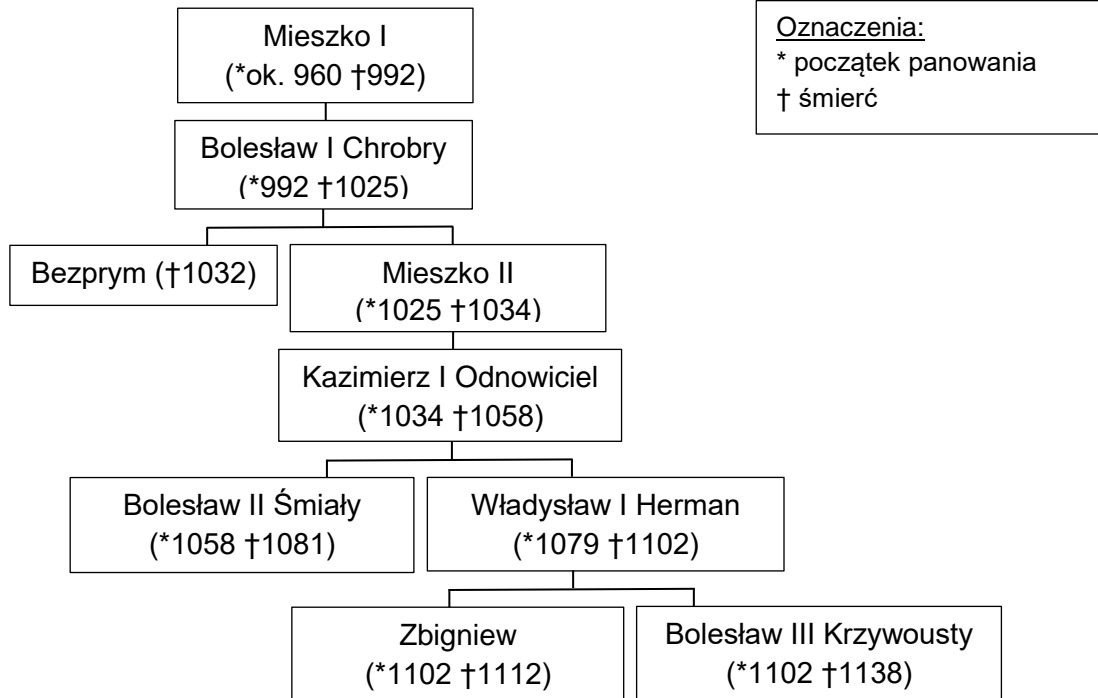 Mieszko I
(*ok. 960 †992)
Oznaczenia:
* początek panowania
† śmierć
Bolesław I Chrobry
(*992 †1025)
Bezprym (†1032)
Mieszko II
(*1025 †1034)
Kazimierz I Odnowiciel
(*1034 †1058)
Bolesław II Śmiały
(*1058 †1081)
Władysław I Herman
(*1079 †1102)
Zbigniew
(*1102 †1112)
Bolesław III Krzywousty
(*1102 †1138)